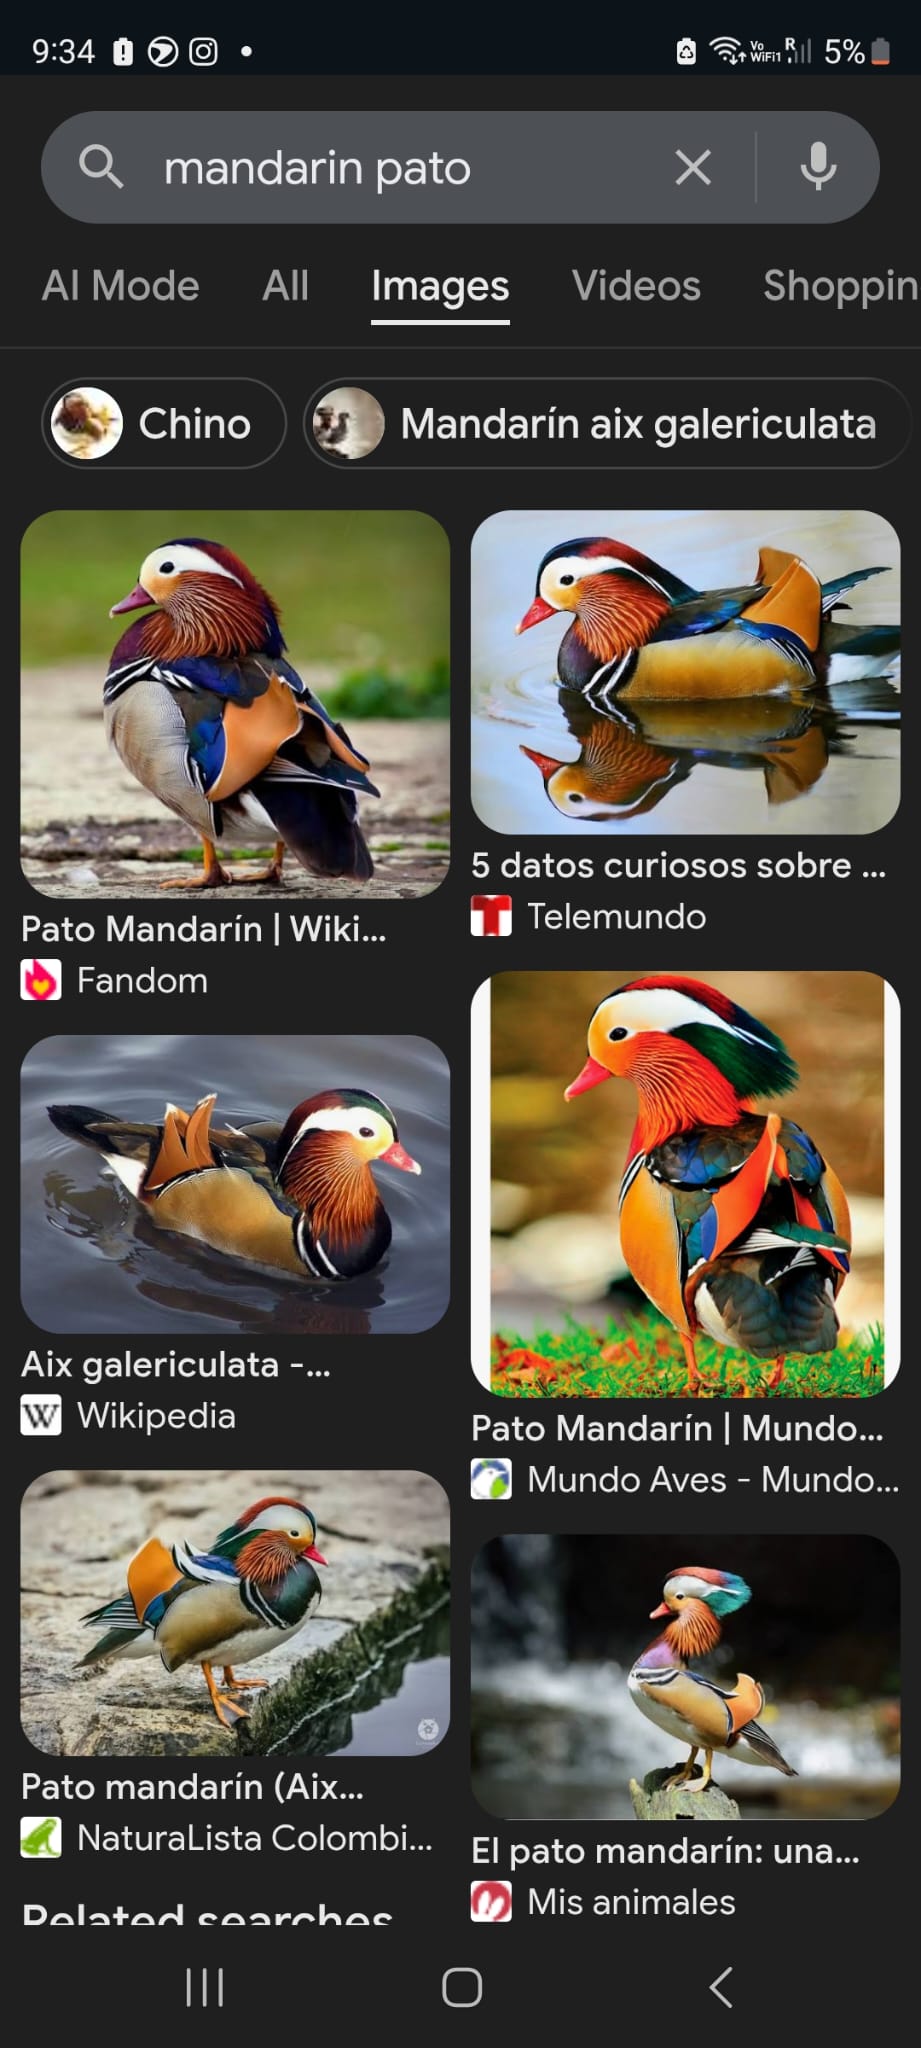 9:34
Vo
WiFi1
R
5%
mandarin pato
AI Mode
All
Images
Videos
Shoppin
Chino
Mandarín aix galericulata
Pato Mandarín | Wiki...
Fandom
5 datos curiosos sobre ...
Telemundo
Aix galericulata -...
W Wikipedia
Pato Mandarín | Mundo...
Mundo Aves - Mundo...
Pato mandarín (Aix...
NaturaLista Colombi...
El pato mandarín: una...
Mis animales
Related searches